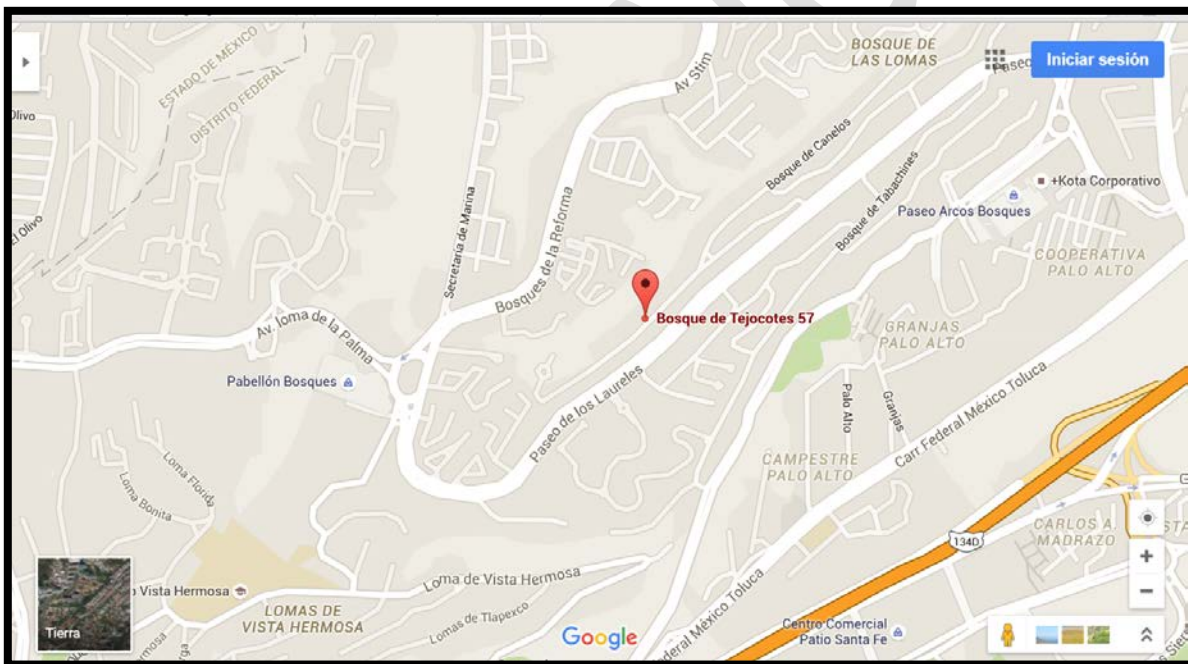 BOSQUE DE
LAS LOMAS
Paseo
Iniciar sesión
ESTADO DE MÉXICO
DISTRITO FEDERAL
Olivo
El Olivo
Av Stim
Bosque de Canelos
Bosque de Tabachines
+Kota Corporativo
Paseo Arcos Bosques
COOPERATIVA
PALO ALTO
Secretaría de Marina
Bosques de la Reforma
Bosque de Tejocotes 57
GRANJAS
PALO ALTO
Av. loma de la Palma
Pabellón Bosques
Paseo de los Laureles
Palo Alto
Granjas
Carr Federal México Toluca
CAMPESTRE
PALO ALTO
Loma Florida
Loma Bonita
134D
CARLOS A.
MADRAZO
Vista Hermosa
LOMAS DE
VISTA HERMOSA
Loma de Vista Hermosa
Lomas de Tlapexco
México Toluca
Centro Comercial
Patio Santa Fe
Tierra
Google